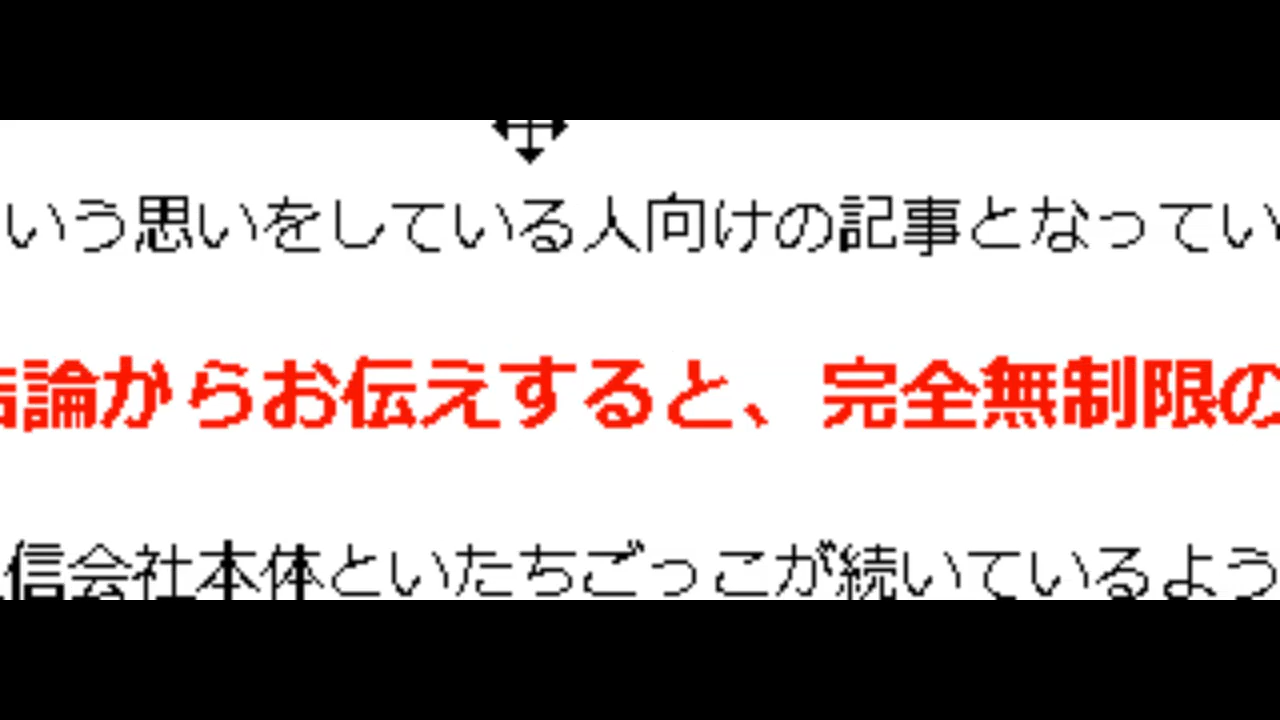 いう思いをしている人向けの記事となってい
論からお伝えすると、完全無制限の
信会社本体といたちごっこが続いているよう